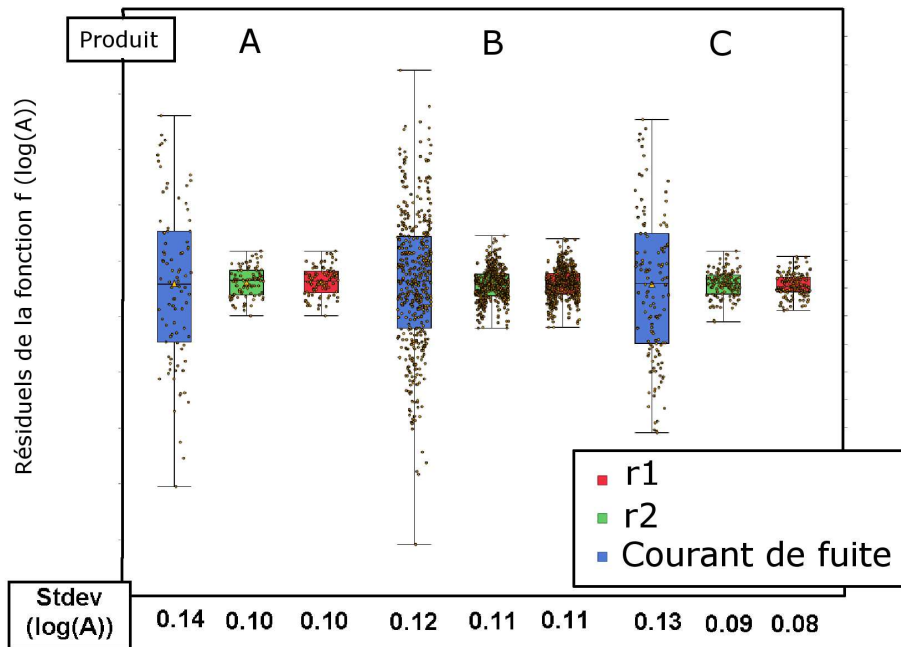 Produit
A
B
C
Résiduels de la fonction f (log(A))
r1
r2
Courant de fuite
Stdev
(log(A))
0.14 0.10 0.10 0.12 0.11 0.11 0.13 0.09 0.08